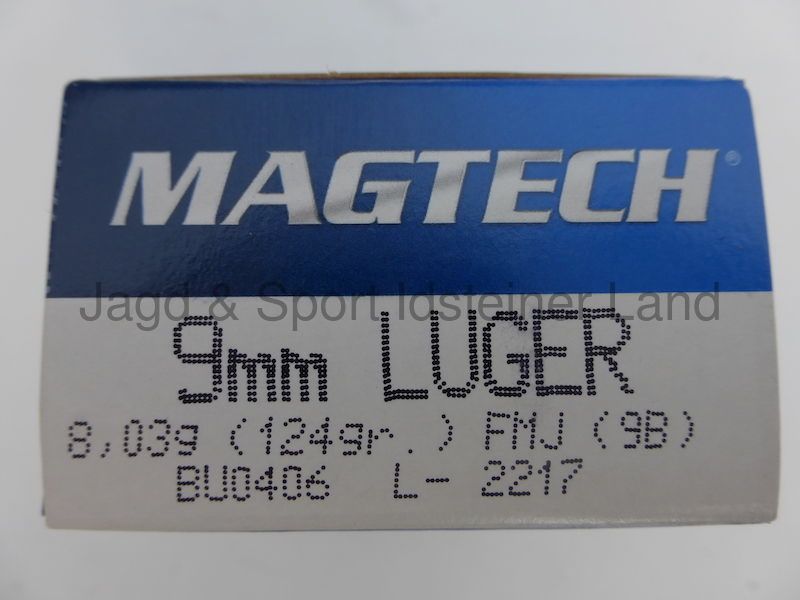 MAGTECH®
Jagd & Sport Idsteiner Land
9mm LUGER
8,03g (124gr.) FMJ (9B)
BU0406 L- 2217